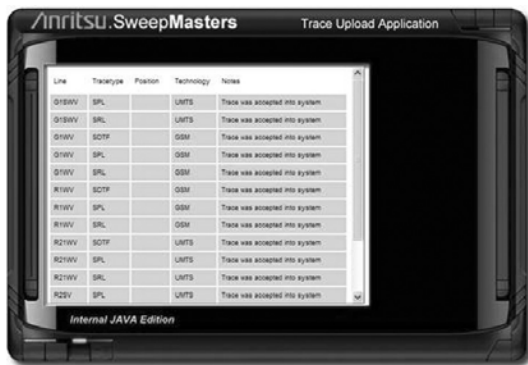 Anritsu.SweepMasters Trace Upload Application
Line Tracetype Position Technology Notes
G1SWV SPL UMTS Trace was accepted into system
G1SWV SRL UMTS Trace was accepted into system
G1WV SDTF GSM Trace was accepted into system
G1WV SPL GSM Trace was accepted into system
G1WV SRL GSM Trace was accepted into system
R1WV SDTF GSM Trace was accepted into system
R1WV SPL GSM Trace was accepted into system
R1WV SRL GSM Trace was accepted into system
R21WV SDTF UMTS Trace was accepted into system
R21WV SPL UMTS Trace was accepted into system
R21WV SRL UMTS Trace was accepted into system
R2SV SPL UMTS Trace was accepted into system
Internal JAVA Edition